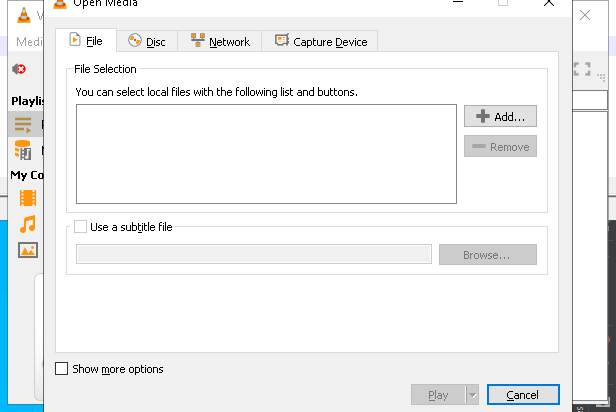 Open Media
Medi
File
Disc
Network
Capture Device
File Selection
You can select local files with the following list and buttons.
Add...
Remove
Playlis
My Co
Use a subtitle file
Browse...
Show more options
Play
Cancel